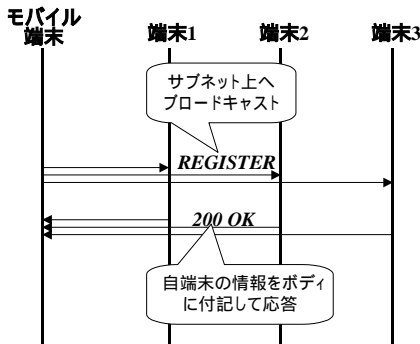 モバイル
端末
端末1
端末2
端末3
サブネット上へ
ブロードキャスト
REGISTER
200 OK
自端末の情報をボディ
に付記して応答